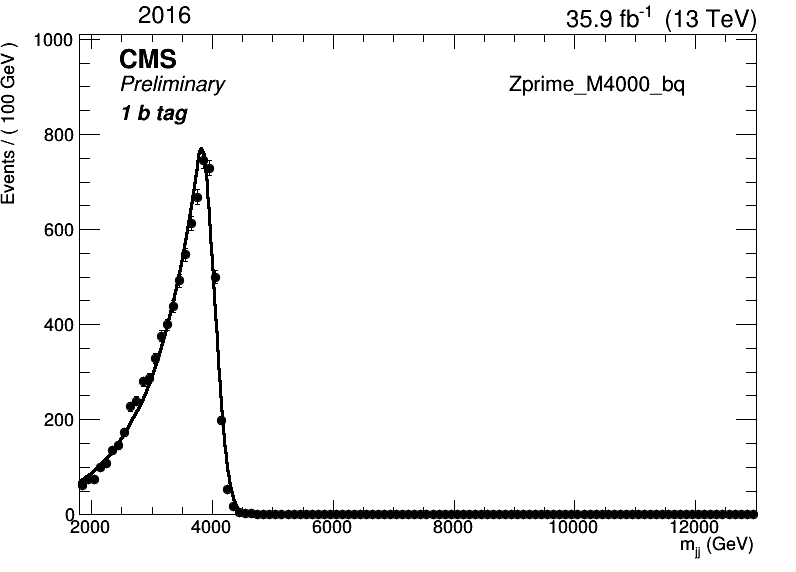 2016
35.9 fb⁻¹ (13 TeV)
CMS
Preliminary
1 b tag
Zprime_M4000_bq
Events / ( 100 GeV )
1000
800
600
400
200
0
2000 4000 6000 8000 10000 12000
m_jj (GeV)